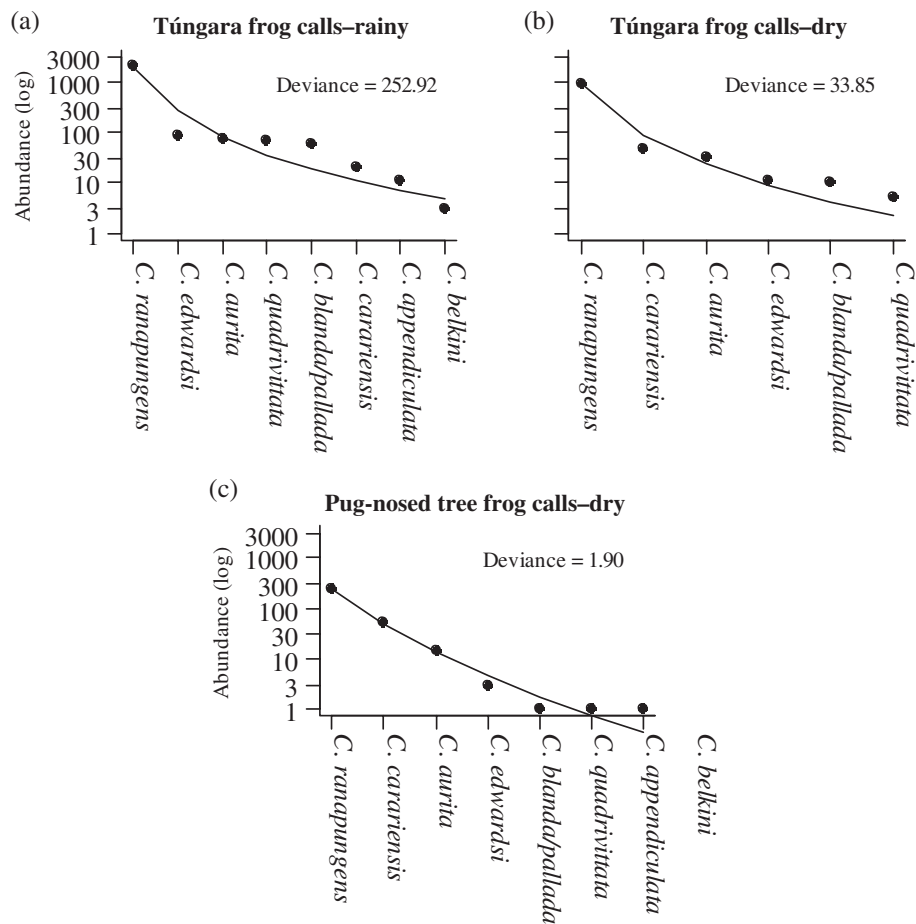 (a)
Túngara frog calls–rainy
Deviance = 252.92
Abundance (log)
3000
1000
300
100
30
10
3
1
C. ranapungens
C. edwardsi
C. aurita
C. quadrivittata
C. blanda/pallada
C. carariensis
C. appendiculata
C. belkini
(b)
Túngara frog calls–dry
Deviance = 33.85
C. ranapungens
C. carariensis
C. aurita
C. edwardsi
C. blanda/pallada
C. quadrivittata
(c)
Pug-nosed tree frog calls–dry
Deviance = 1.90
Abundance (log)
3000
1000
300
100
30
10
3
1
C. ranapungens
C. carariensis
C. aurita
C. edwardsi
C. blanda/pallada
C. quadrivittata
C. appendiculata
C. belkini